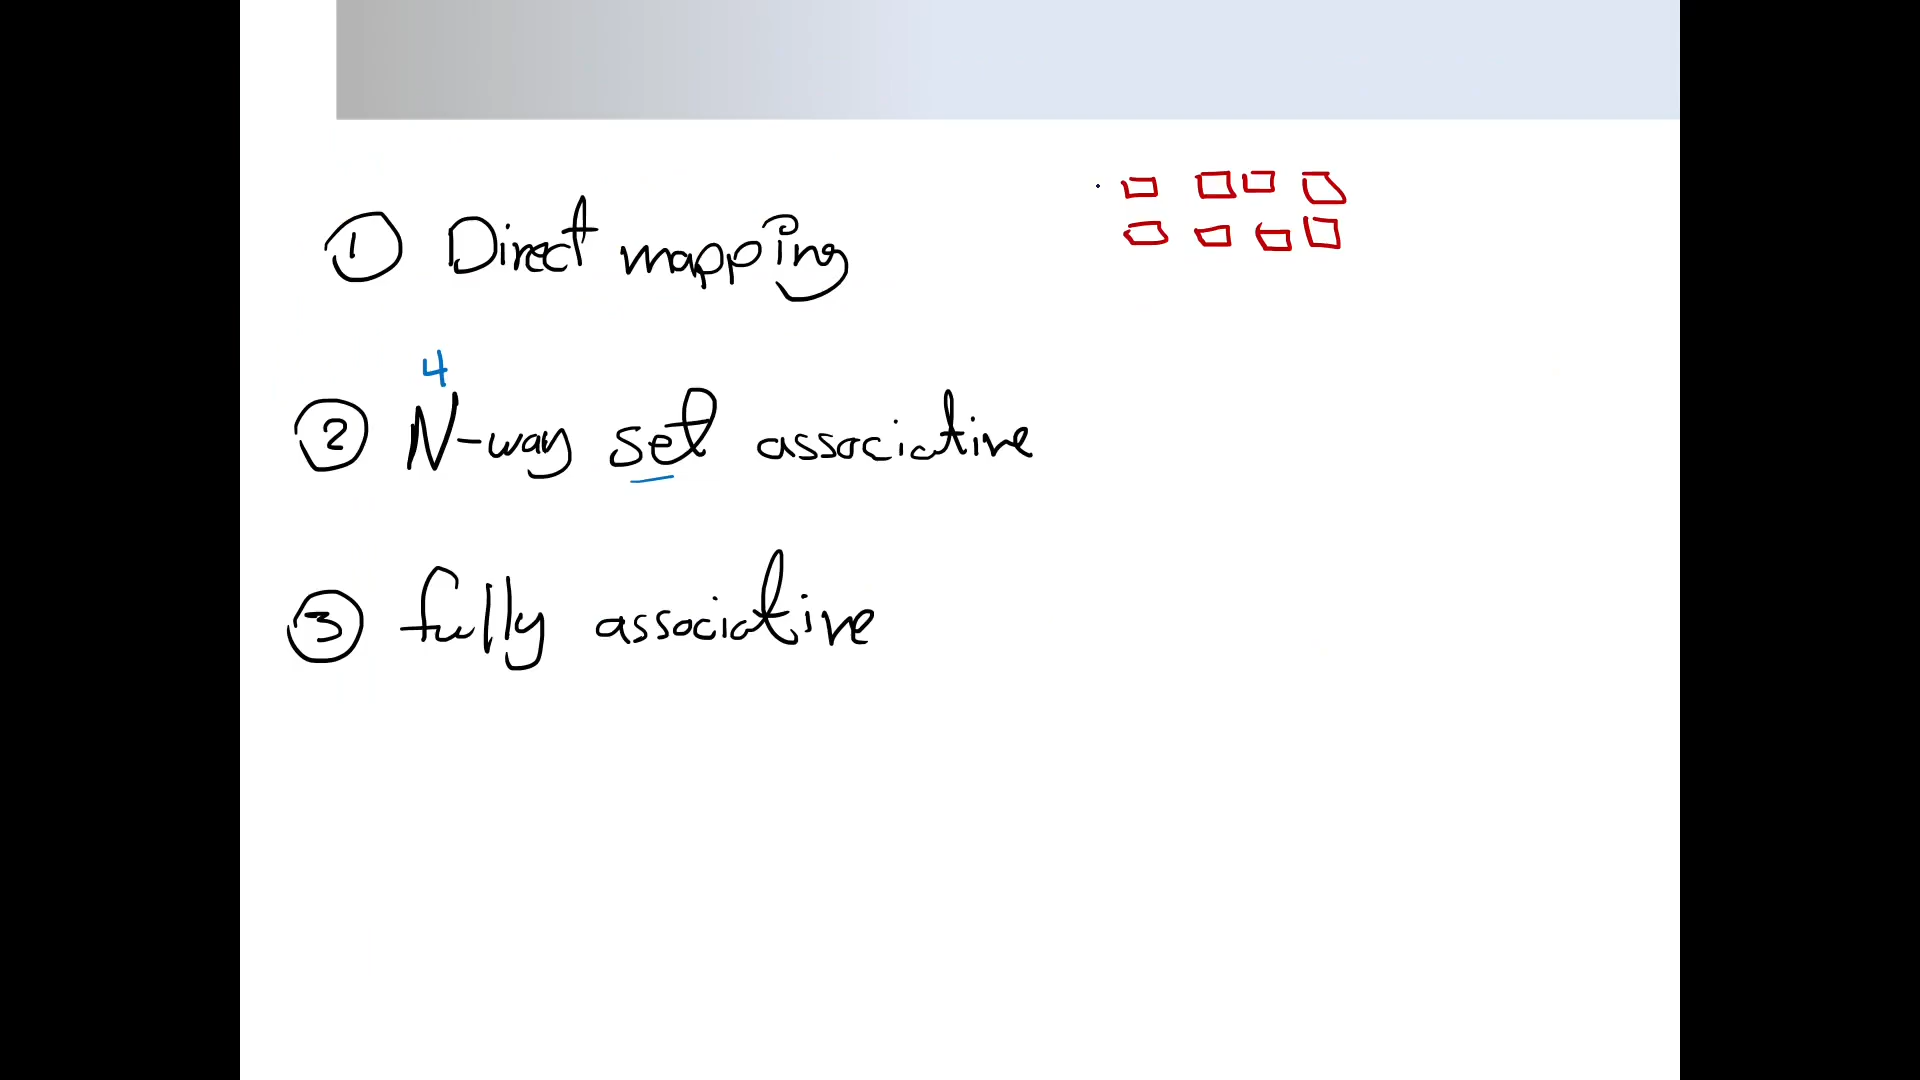 ① Direct mapping
4
② N-way set associative
③ fully associative